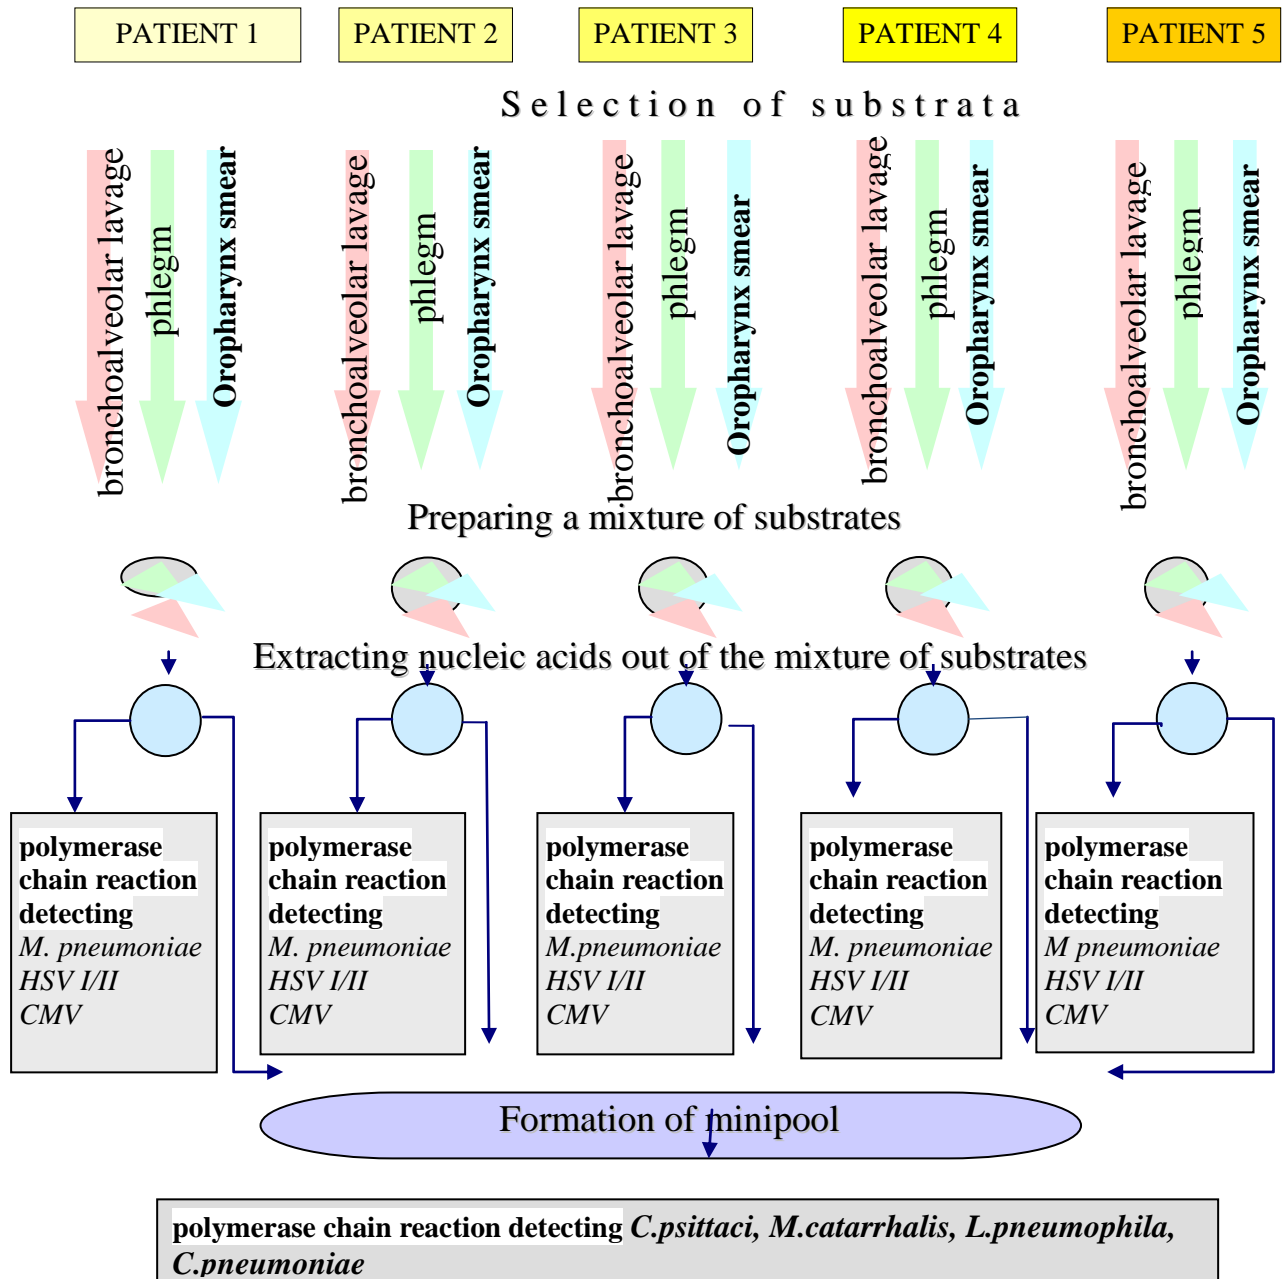 PATIENT 1
PATIENT 2
PATIENT 3
PATIENT 4
PATIENT 5
Selection of substrata
bronchoalveolar lavage
phlegm
Oropharynx smear
bronchoalveolar lavage
phlegm
Oropharynx smear
bronchoalveolar lavage
phlegm
Oropharynx smear
bronchoalveolar lavage
phlegm
Oropharynx smear
bronchoalveolar lavage
phlegm
Oropharynx smear
Preparing a mixture of substrates
Extracting nucleic acids out of the mixture of substrates
polymerase
chain reaction
detecting
M. pneumoniae
HSV I/II
CMV
polymerase
chain reaction
detecting
M. pneumoniae
HSV I/II
CMV
polymerase
chain reaction
detecting
M.pneumoniae
HSV I/II
CMV
polymerase
chain reaction
detecting
M. pneumoniae
HSV I/II
CMV
polymerase
chain reaction
detecting
M pneumoniae
HSV I/II
CMV
Formation of minipool
polymerase chain reaction detecting C.psittaci, M.catarrhalis, L.pneumophila,
C.pneumoniae